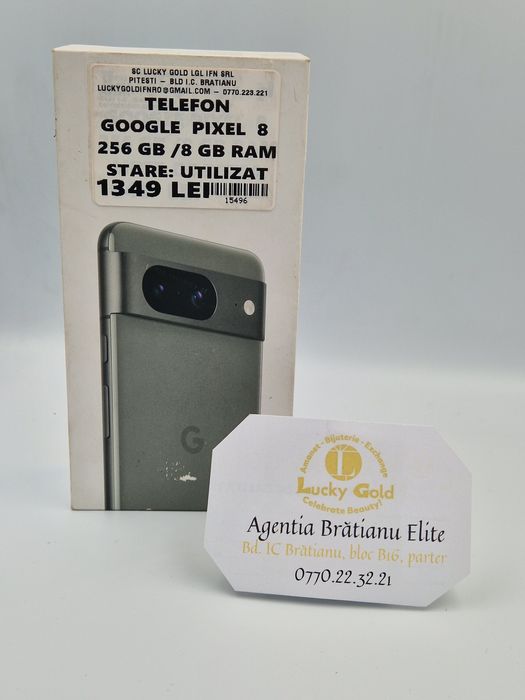 SC LUCKY GOLD LGL IFN SRL
PITESTI – BLD I.C. BRATIANU
LUCKYGOLDIFNRO@GMAIL.COM – 0770.223.221
TELEFON
GOOGLE PIXEL 8
256 GB /8 GB RAM
STARE: UTILIZAT
1349 LEI
15496
G
Amanet - Bijuterie - Exchange
L
Lucky Gold
Celebrate Beauty!
Agentia Brătianu Elite
Bd. IC Brătianu, bloc B16, parter
0770.22.32.21